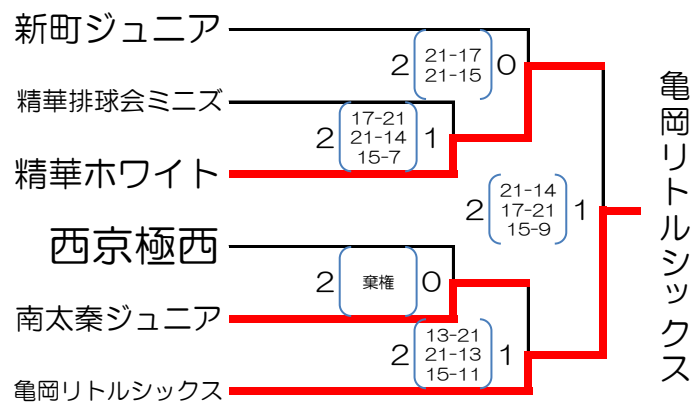 新町ジュニア
2 21-17 0
21-15
精華排球会ミニズ
17-21
2 21-14 1
15-7
精華ホワイト
21-14
2 17-21 1
15-9
西京極西
2 棄権 0
南太秦ジュニア
13-21
2 21-13 1
15-11
亀岡リトルシックス
亀岡リトルシックス